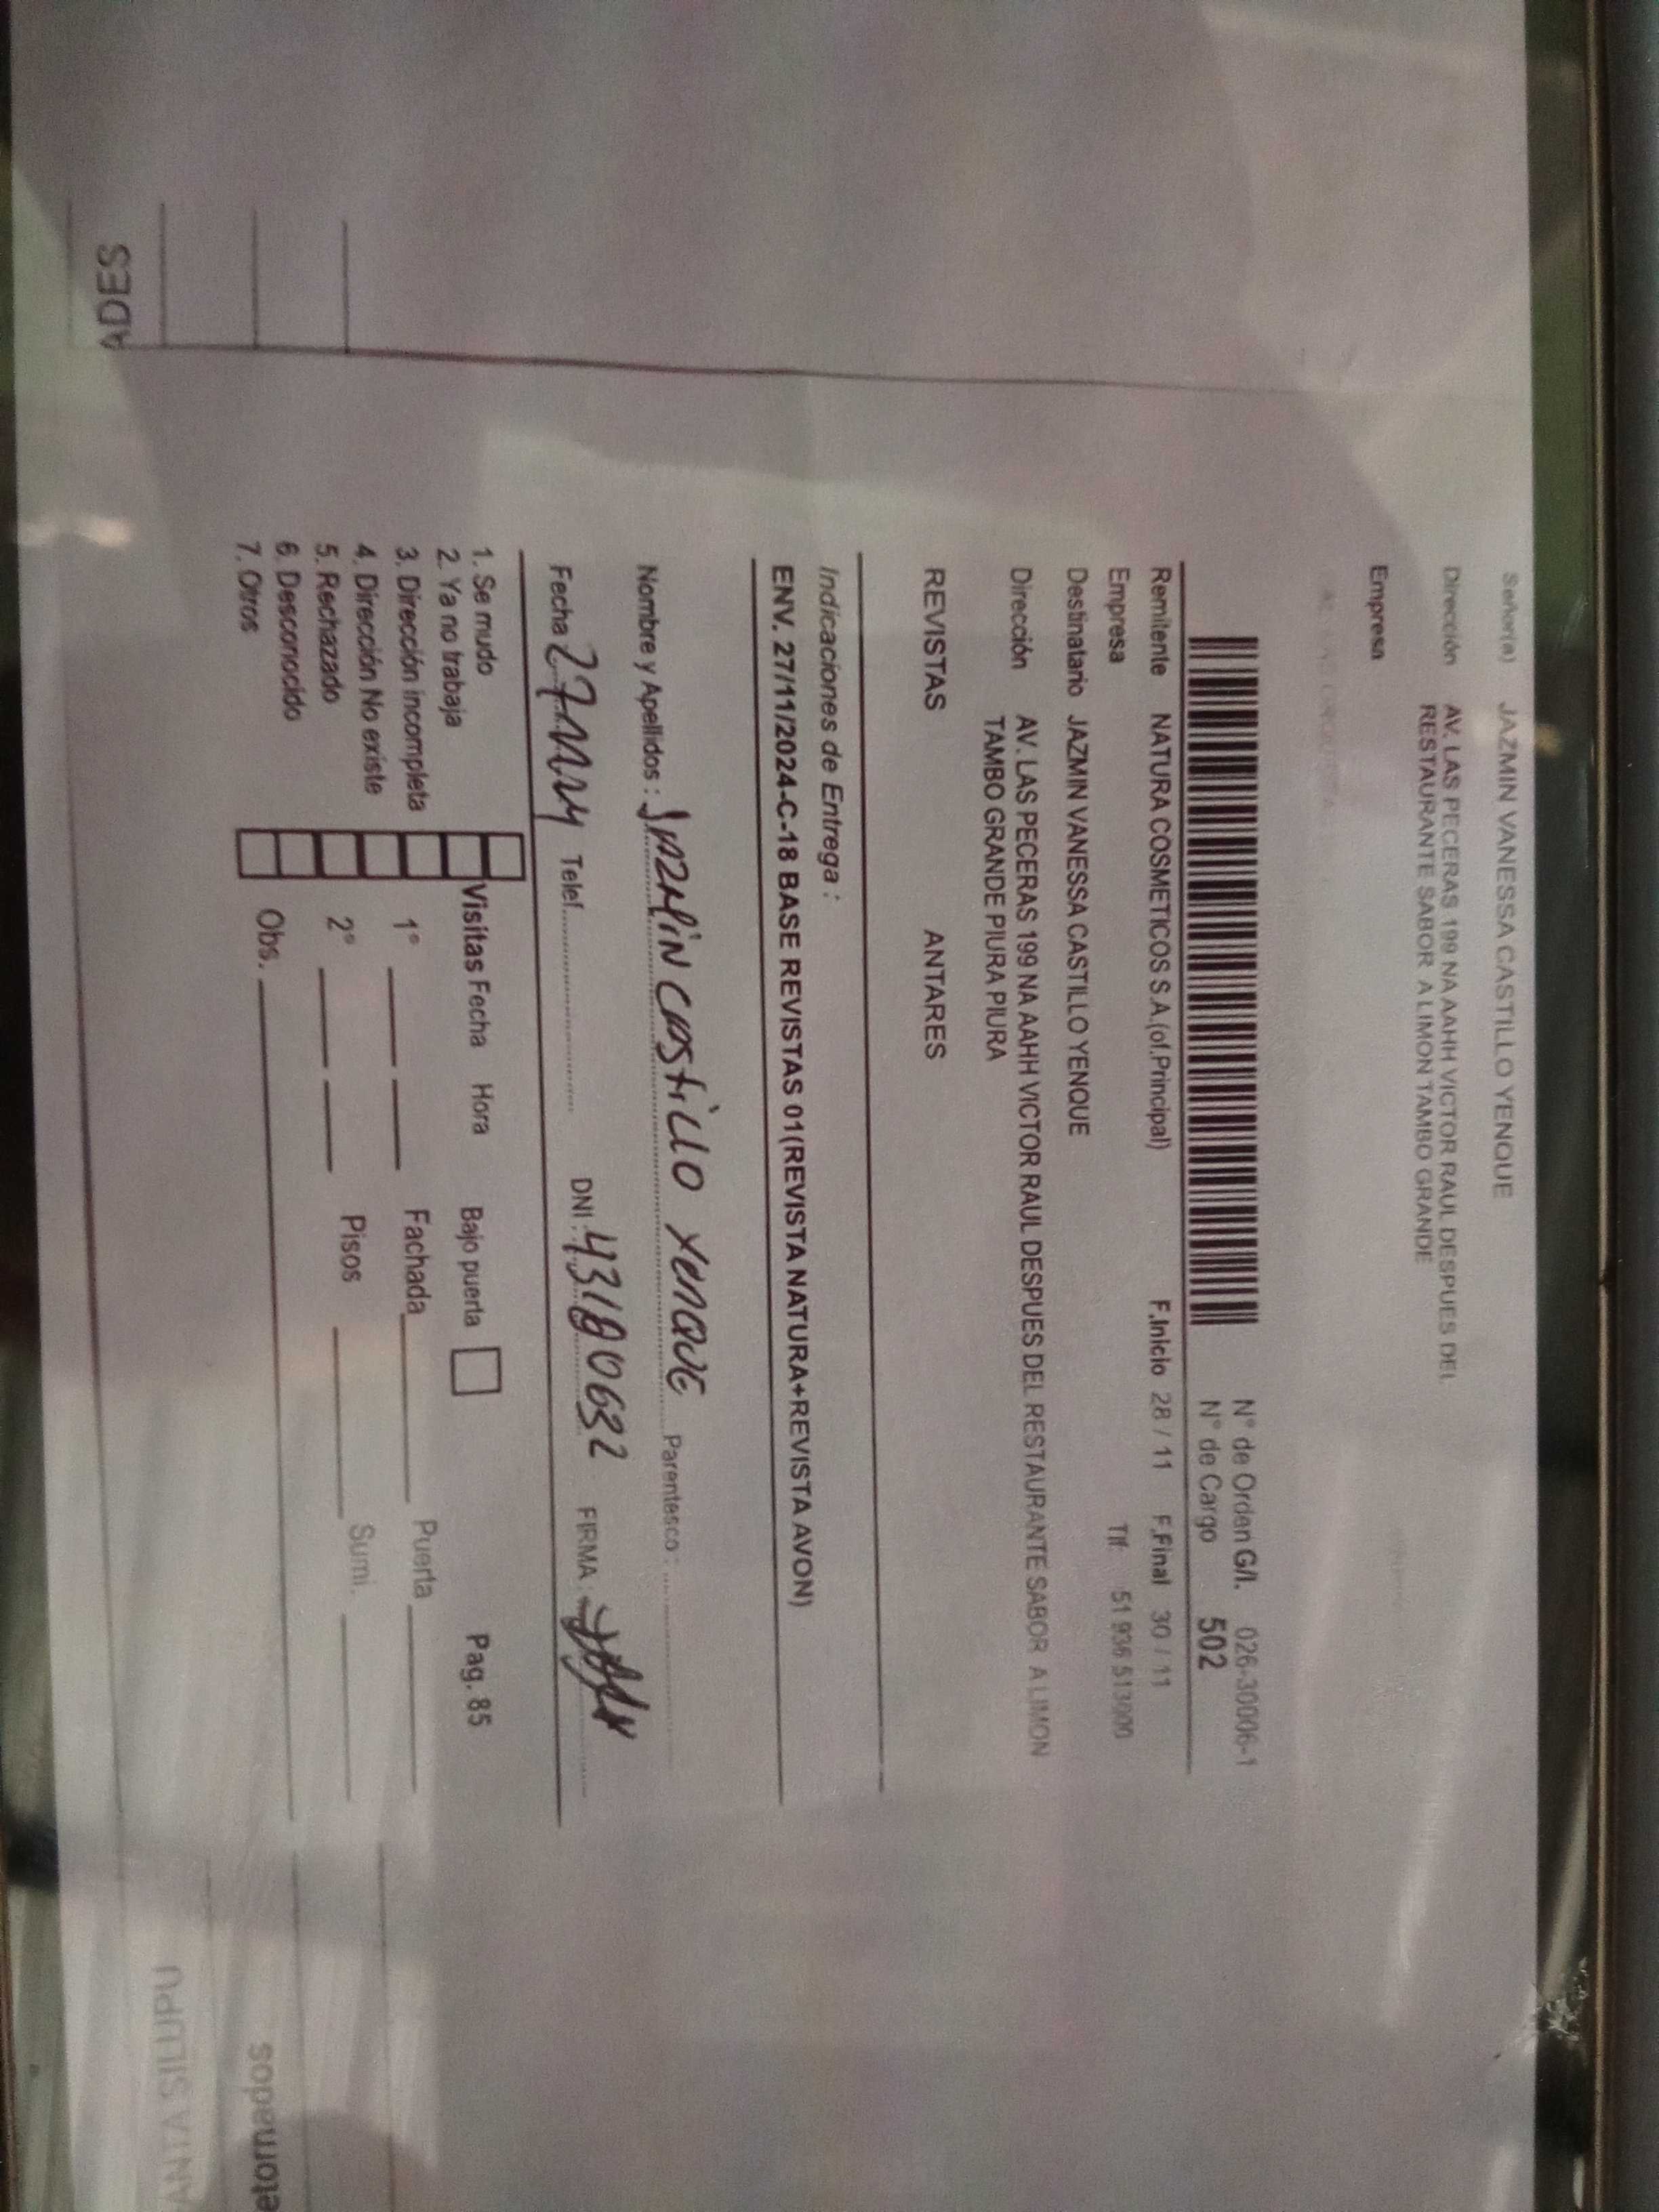 Señor(a) JAZMIN VANESSA CASTILLO YENQUE
Dirección AV. LAS PECERAS 199 NA AAHH VICTOR RAUL DESPUES DEL
RESTAURANTE SABOR A LIMON TAMBO GRANDE
Empresa
N° de Orden G/I. 026-30006-1
N° de Cargo 502
Remitente NATURA COSMETICOS S.A.(of.Principal) F.Inicio 28 / 11 F.Final 30 / 11
Empresa Tlf. 51 936 513000
Destinatario JAZMIN VANESSA CASTILLO YENQUE
Dirección AV. LAS PECERAS 199 NA AAHH VICTOR RAUL DESPUES DEL RESTAURANTE SABOR A LIMON
TAMBO GRANDE PIURA PIURA
REVISTAS ANTARES
Indicaciones de Entrega :
ENV. 27/11/2024-C-18 BASE REVISTAS 01(REVISTA NATURA+REVISTA AVON)
Nombre y Apellidos : Jazmin Castillo Yenque Parentesco :
Fecha Telef. DNI : FIRMA :
1. Se mudo
2. Ya no trabaja
3. Dirección incompleta
4. Dirección No existe
5. Rechazado
6. Desconocido
7. Otros
Visitas Fecha Hora Bajo puerta Pag. 85
1° Fachada Puerta
2° Pisos Sumi.
Obs.
ADES